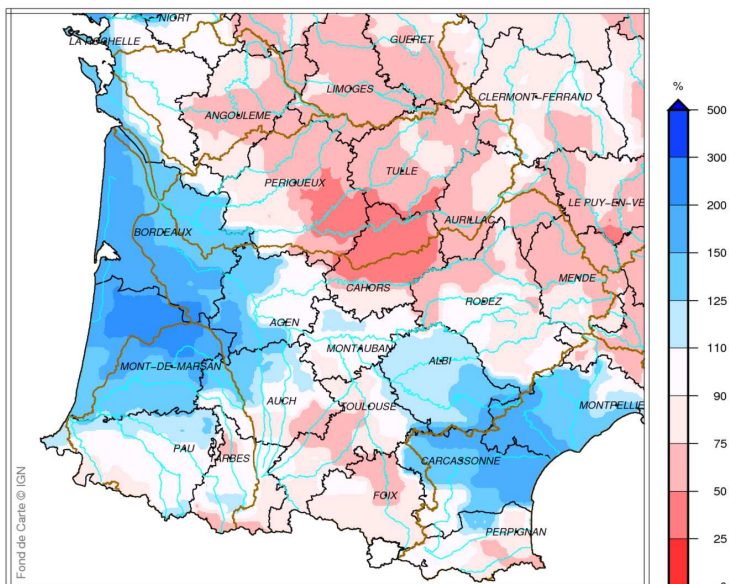 NIORT
LA ROCHELLE
GUERET
%
LIMOGES
CLERMONT-FERRAND
500
ANGOULEME
300
PERIGUEUX
TULLE
LE PUY-EN-VE
200
AURILLAC
BORDEAUX
150
MENDE
CAHORS
RODEZ
125
AGEN
MONTAUBAN
ALBI
110
MONT-DE-MARSAN
AUCH
TOULOUSE
MONTPELLIE
90
PAU
TARBES
CARCASSONNE
75
FOIX
50
PERPIGNAN
25
Fond de Carte © IGN